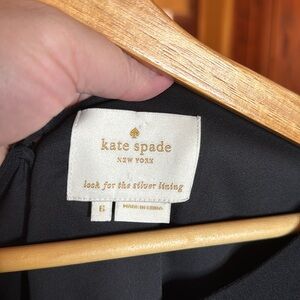 kate spade
NEW YORK
look for the silver lining
6
MADE IN CHINA